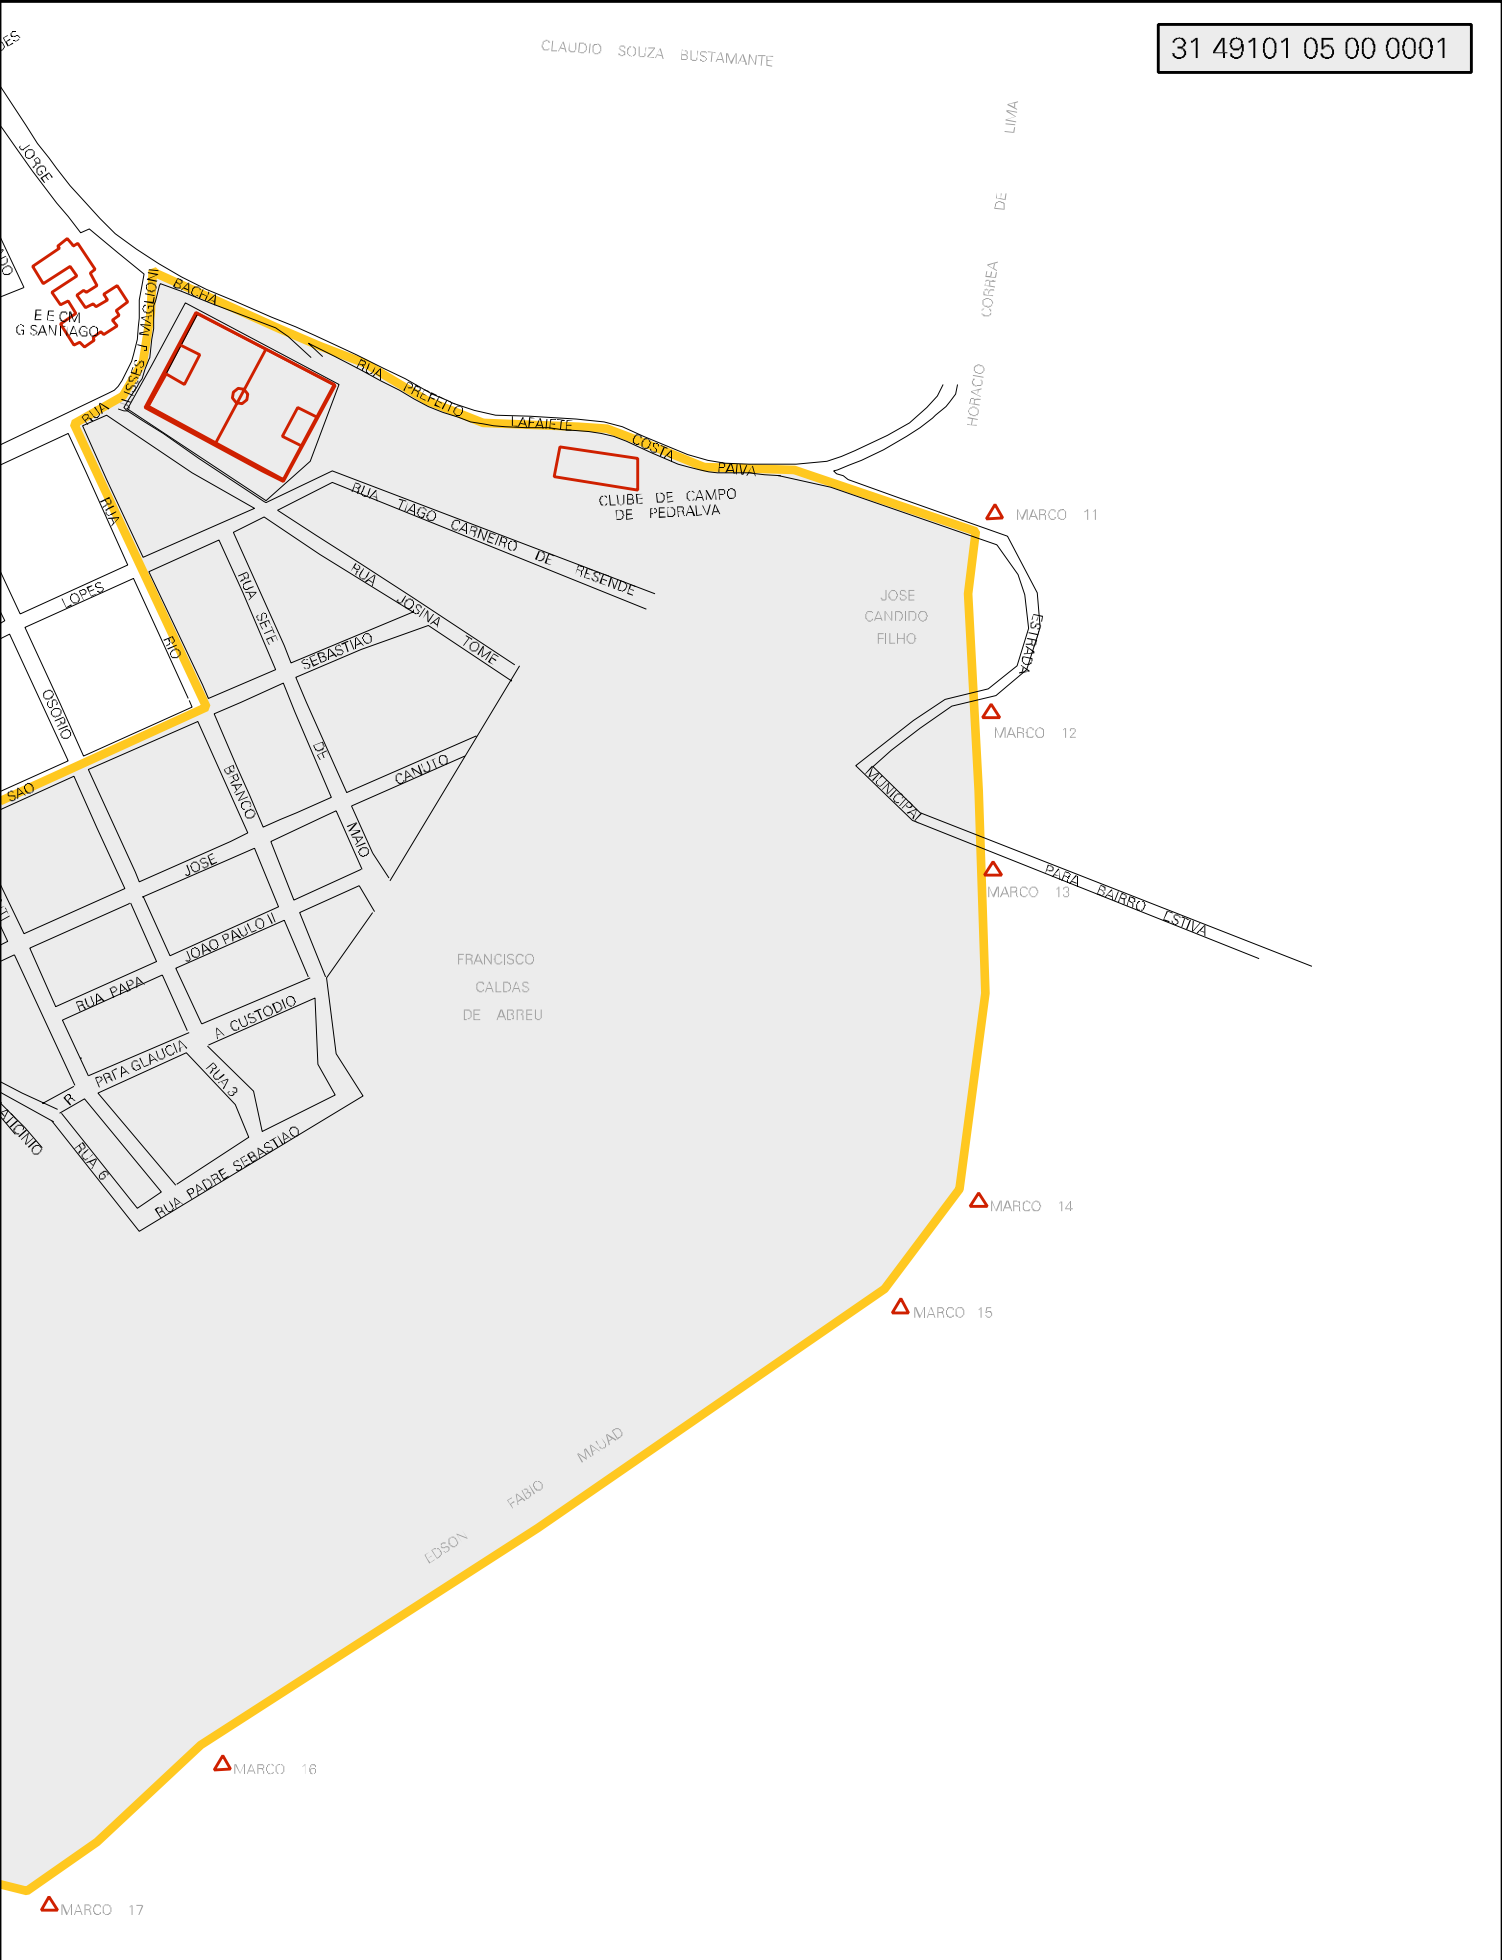 31 49101 05 00 0001
CLAUDIO SOUZA BUSTAMANTE
HORACIO CORREA DE LIMA
JORGE
BACHA
E E CM
G SANTIAGO
RUA ULISSES J MAGLIONI
RUA PREFEITO LAFAIETE COSTA PAIVA
CLUBE DE CAMPO
DE PEDRALVA
MARCO 11
RUA TIAGO CARNEIRO DE RESENDE
RUA JOSINA TOME
JOSE
CANDIDO
FILHO
ESTRADA MUNICIPAL PARA BAIRRO ESTIVA
LOPES
RUA RIO BRANCO
RUA SETE DE MAIO
SEBASTIAO
OSORIO
MARCO 12
SAO
CANUTO
JOSE
MARCO 13
RUA PAPA JOAO PAULO II
FRANCISCO
CALDAS
DE ABREU
R PRFA GLAUCIA A CUSTODIO
RUA 3
RUA 6
RUA PADRE SEBASTIAO
MARCO 14
MARCO 15
EDSON FABIO MAUAD
MARCO 16
MARCO 17